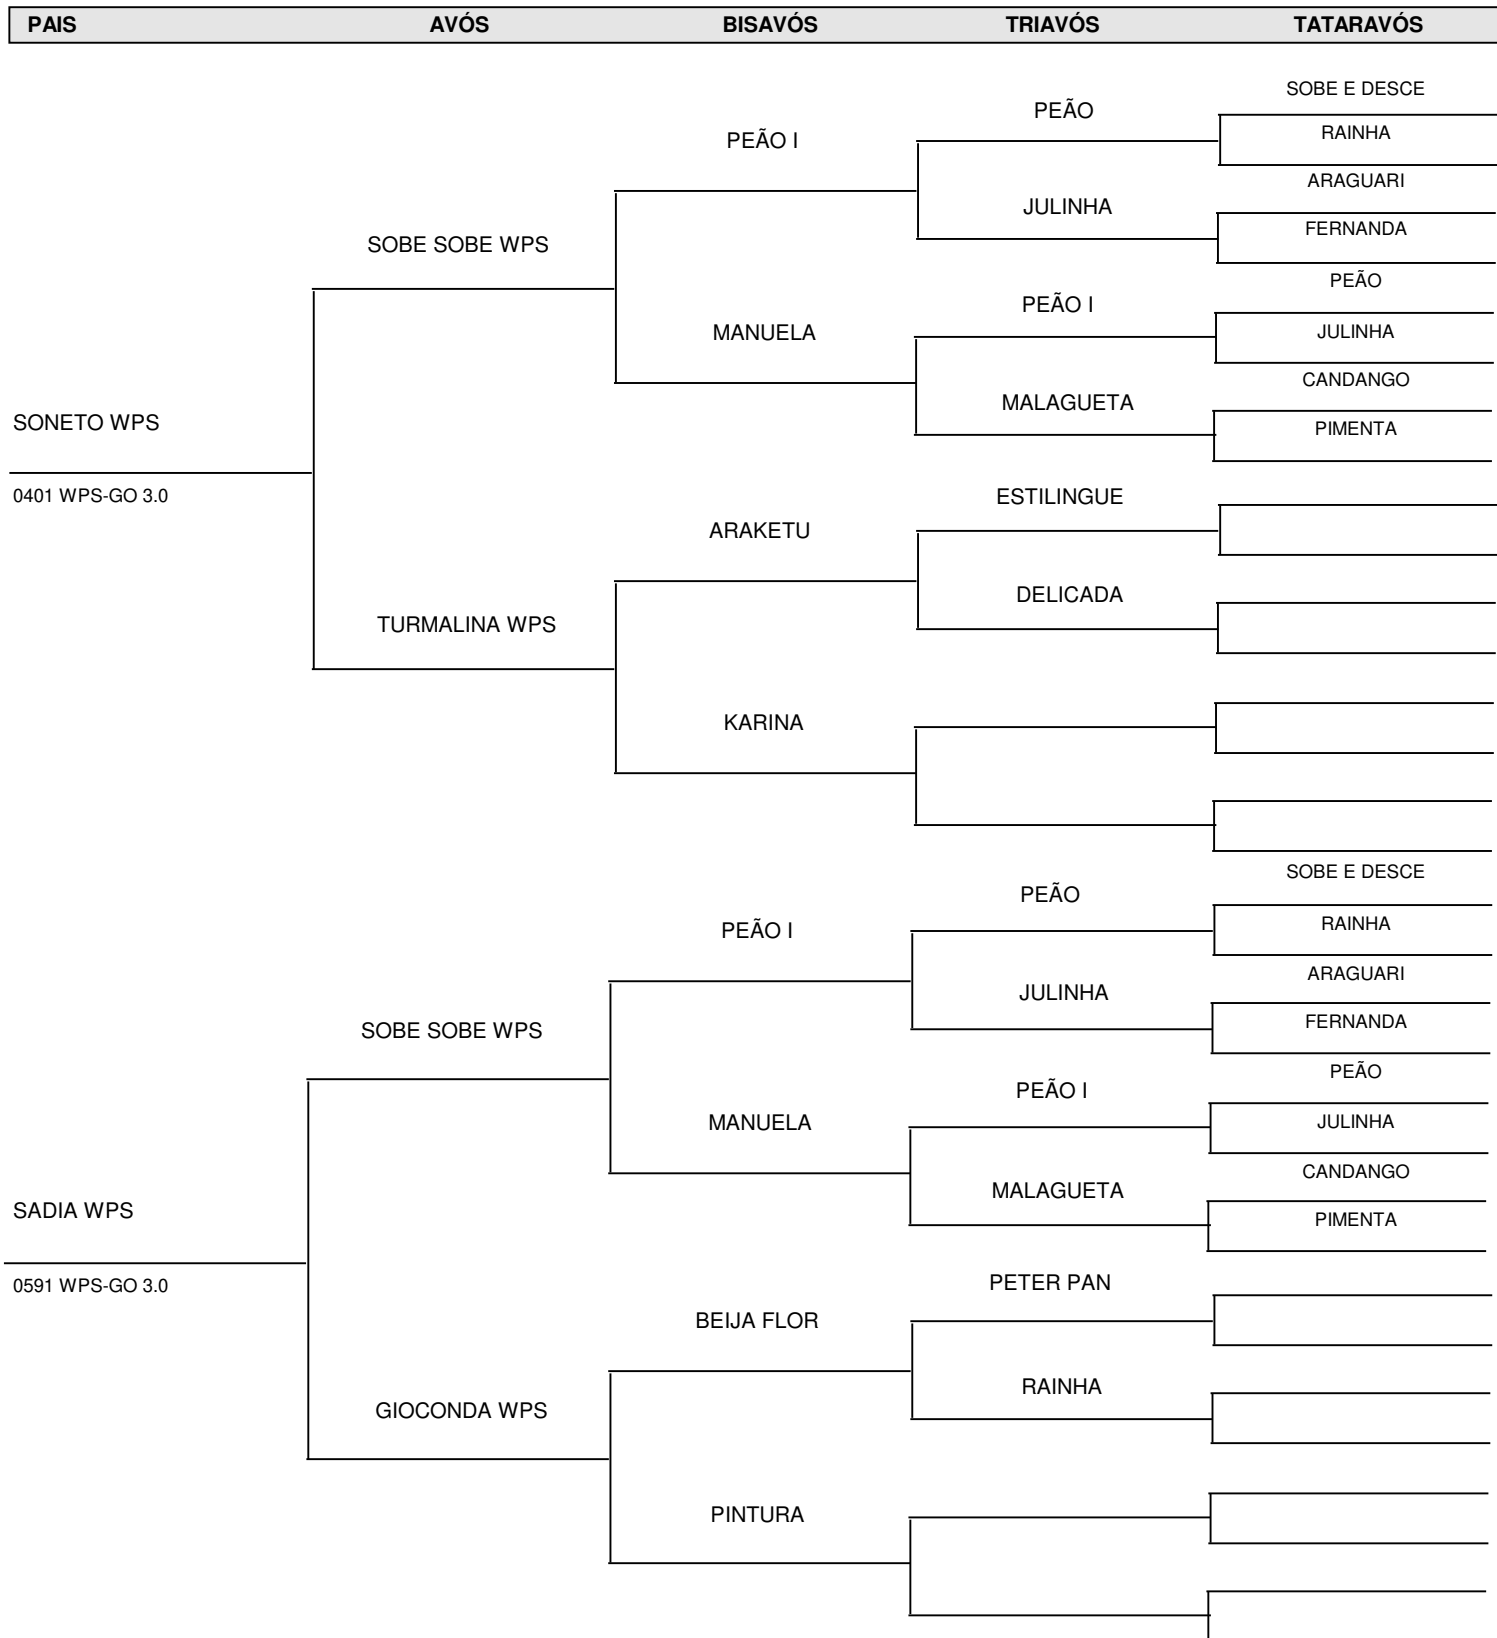 PAIS AVÓS BISAVÓS TRIAVÓS TATARAVÓS
SOBE E DESCE
PEÃO
RAINHA
PEÃO I
ARAGUARI
JULINHA
FERNANDA
SOBE SOBE WPS
PEÃO
PEÃO I
JULINHA
MANUELA
CANDANGO
MALAGUETA
SONETO WPS
PIMENTA
0401 WPS-GO 3.0
ESTILINGUE
ARAKETU
DELICADA
TURMALINA WPS
KARINA
SOBE E DESCE
PEÃO
RAINHA
PEÃO I
ARAGUARI
JULINHA
FERNANDA
SOBE SOBE WPS
PEÃO
PEÃO I
JULINHA
MANUELA
CANDANGO
MALAGUETA
SADIA WPS
PIMENTA
0591 WPS-GO 3.0
PETER PAN
BEIJA FLOR
RAINHA
GIOCONDA WPS
PINTURA